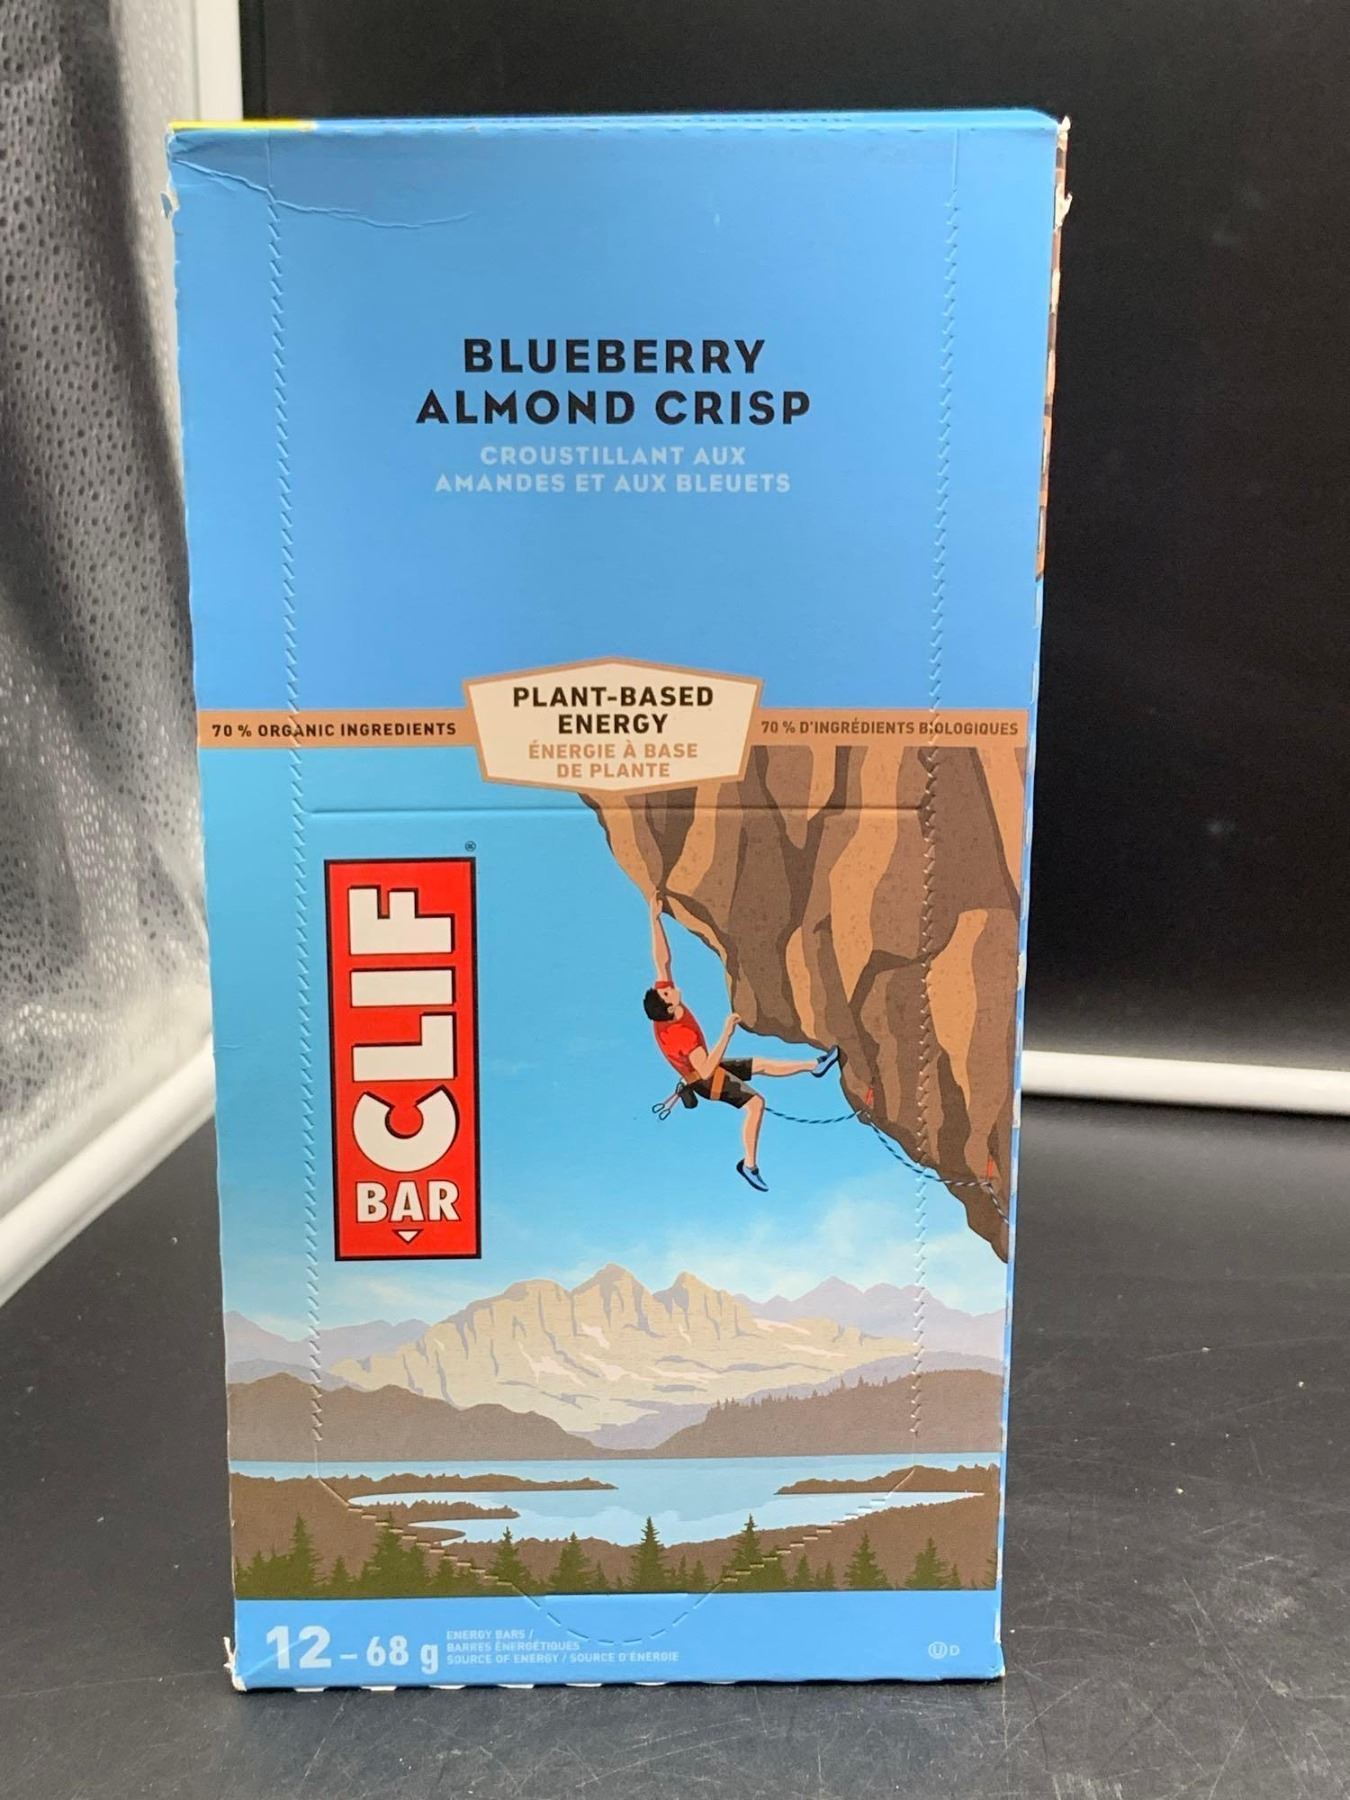 BLUEBERRY
ALMOND CRISP
CROUSTILLANT AUX
AMANDES ET AUX BLEUETS
70 % ORGANIC INGREDIENTS
PLANT-BASED
ENERGY
ÉNERGIE À BASE
DE PLANTE
70 % D'INGRÉDIENTS BIOLOGIQUES
CLIF®
BAR
12 – 68 g
ENERGY BARS /
BARRES ÉNERGÉTIQUES
SOURCE OF ENERGY / SOURCE D'ÉNERGIE
U D